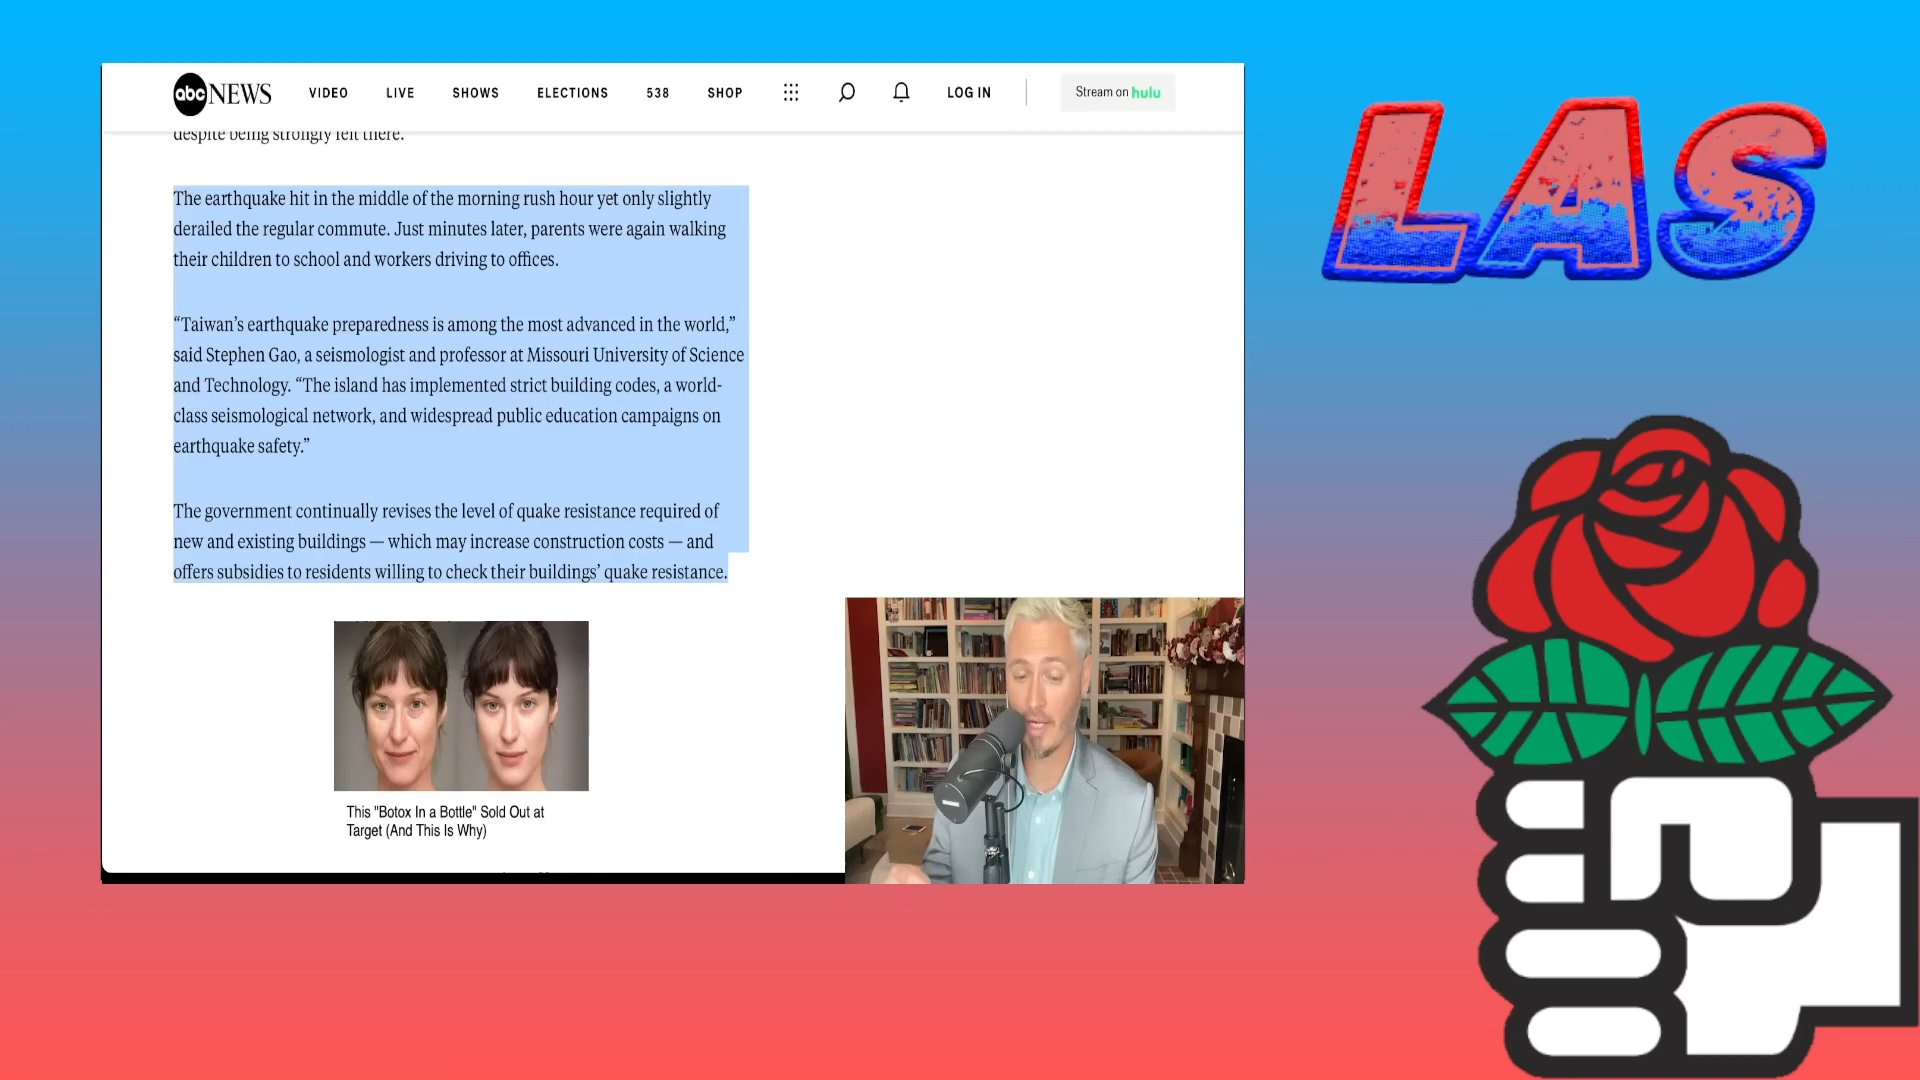 abc NEWS VIDEO LIVE SHOWS ELECTIONS 538 SHOP LOG IN Stream on hulu
despite being strongly felt there.
The earthquake hit in the middle of the morning rush hour yet only slightly
derailed the regular commute. Just minutes later, parents were again walking
their children to school and workers driving to offices.
“Taiwan’s earthquake preparedness is among the most advanced in the world,”
said Stephen Gao, a seismologist and professor at Missouri University of Science
and Technology. “The island has implemented strict building codes, a world-
class seismological network, and widespread public education campaigns on
earthquake safety.”
The government continually revises the level of quake resistance required of
new and existing buildings — which may increase construction costs — and
offers subsidies to residents willing to check their buildings’ quake resistance.
This "Botox In a Bottle" Sold Out at
Target (And This Is Why)
LAS